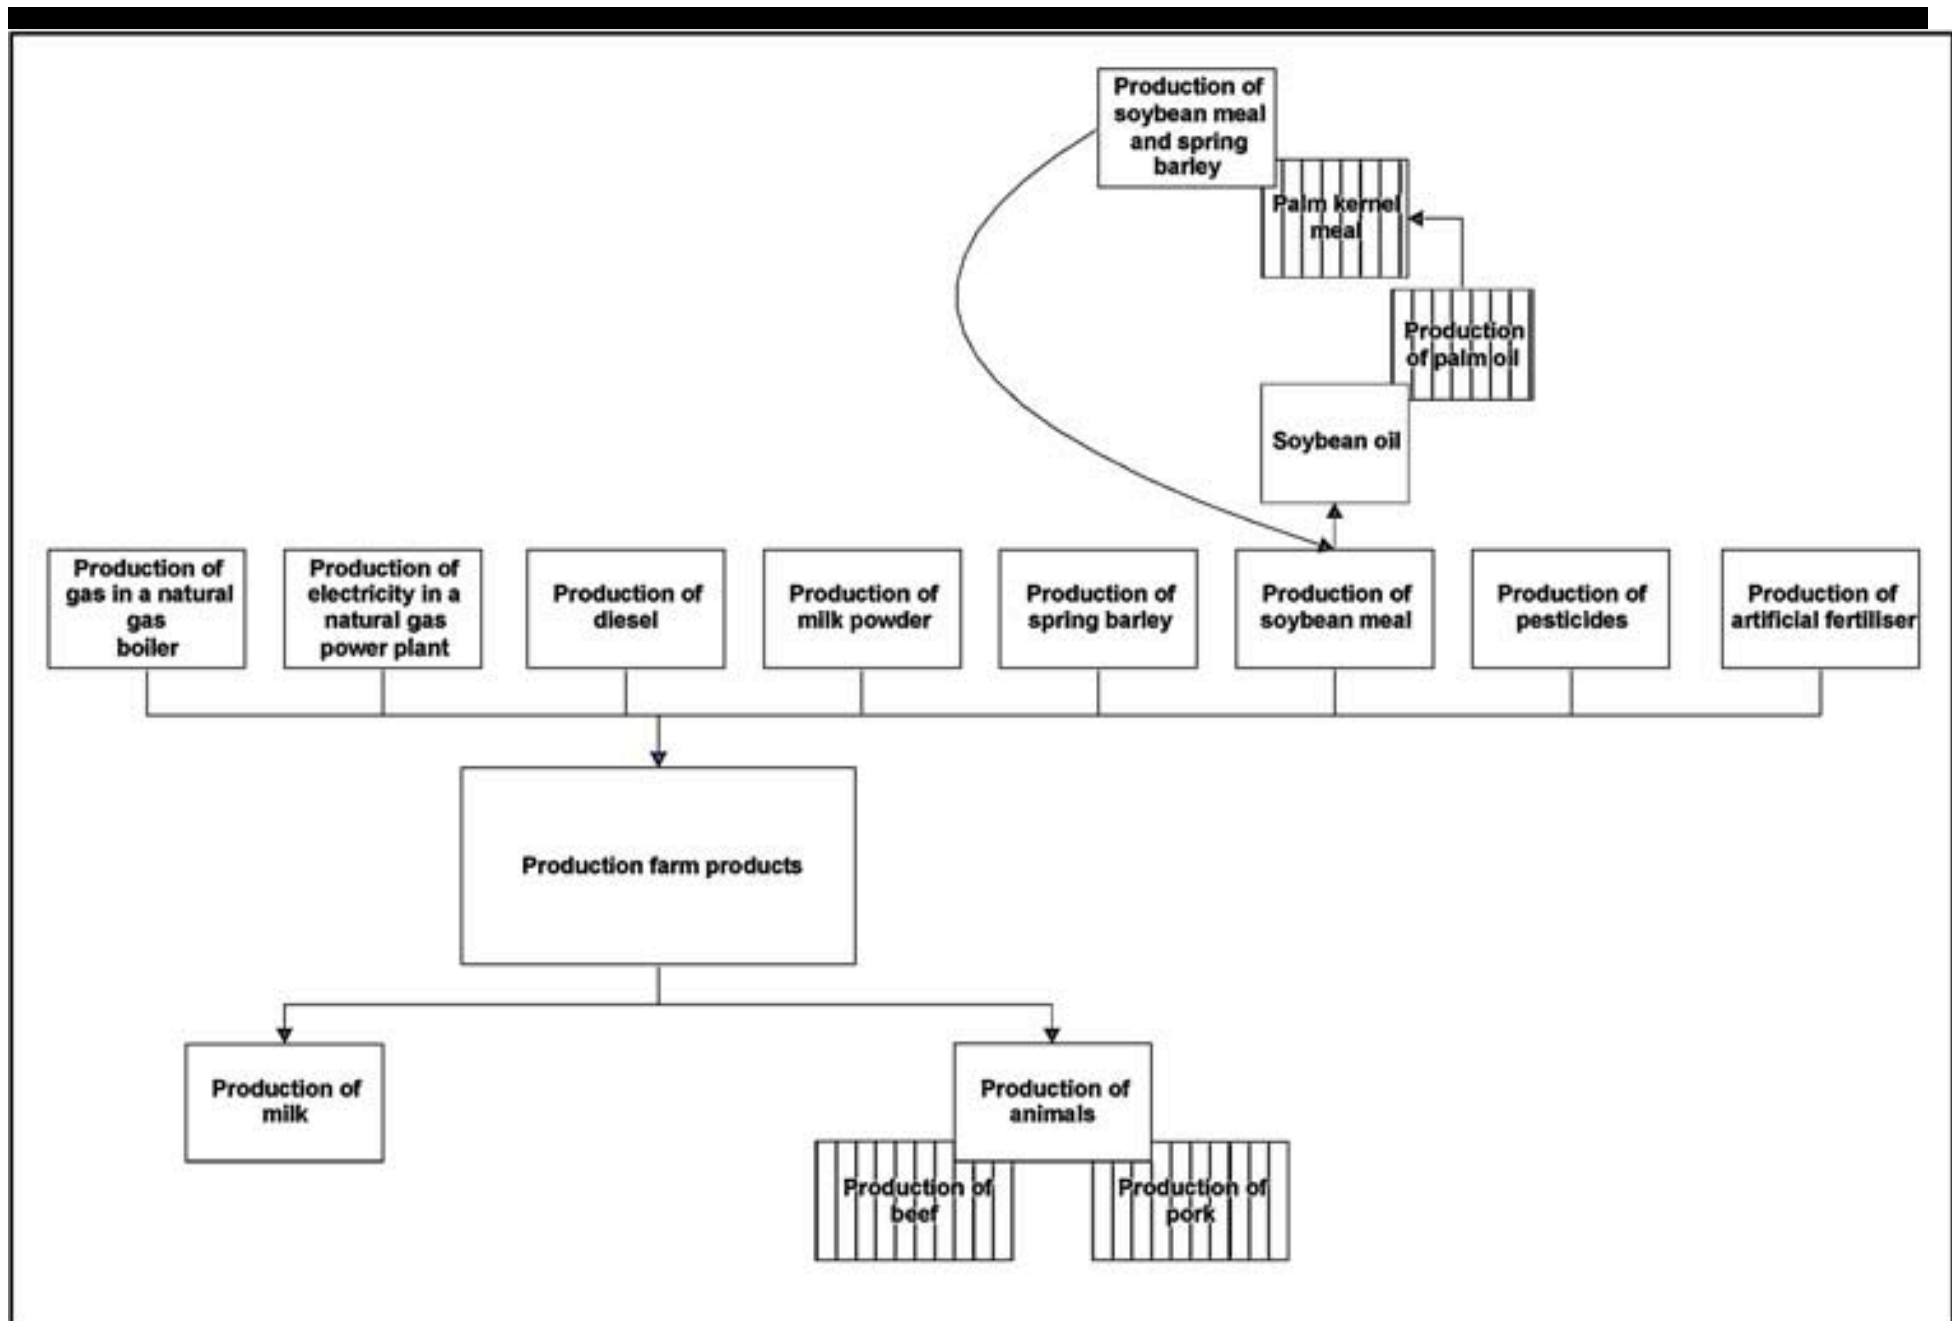 Production of
soybean meal
and spring
barley
Palm kernel
meal
Production
of palm oil
Soybean oil
Production of
gas in a natural
gas
boiler
Production of
electricity in a
natural gas
power plant
Production of
diesel
Production of
milk powder
Production of
spring barley
Production of
soybean meal
Production of
pesticides
Production of
artificial fertiliser
Production farm products
Production of
milk
Production of
animals
Production of
beef
Production of
pork